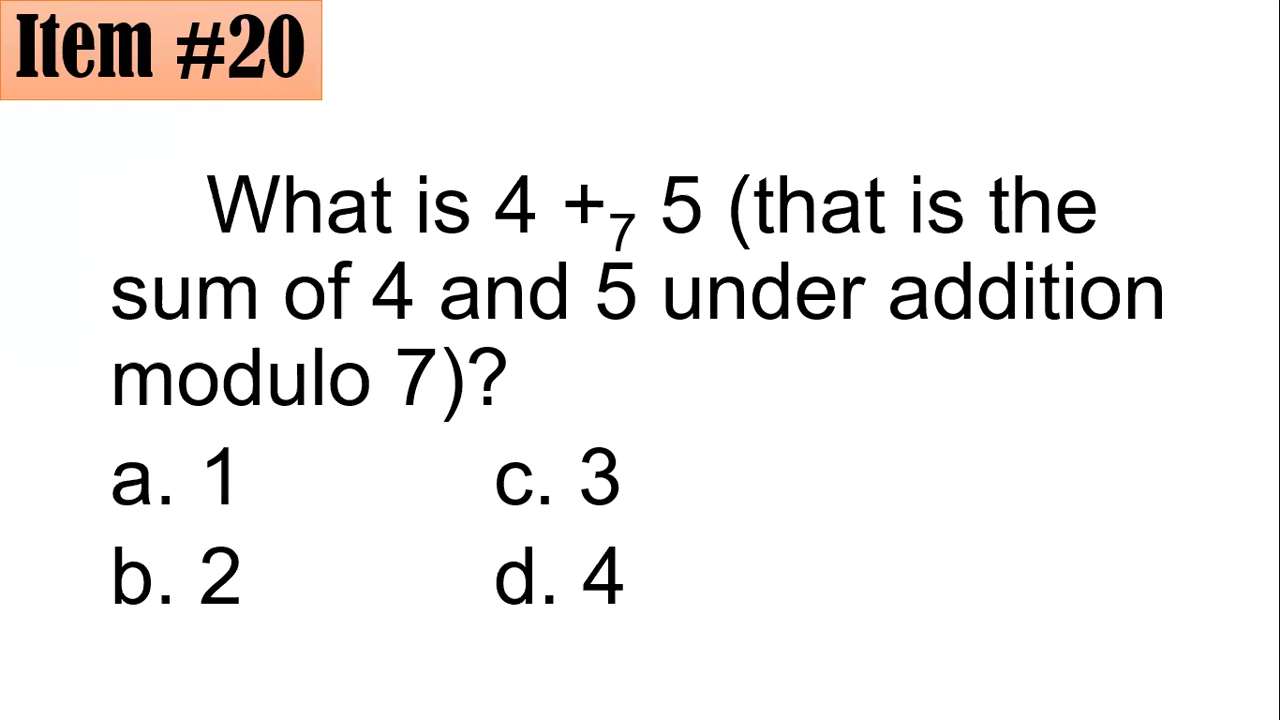 Item #20
What is 4 +₇ 5 (that is the
sum of 4 and 5 under addition
modulo 7)?
a. 1 c. 3
b. 2 d. 4